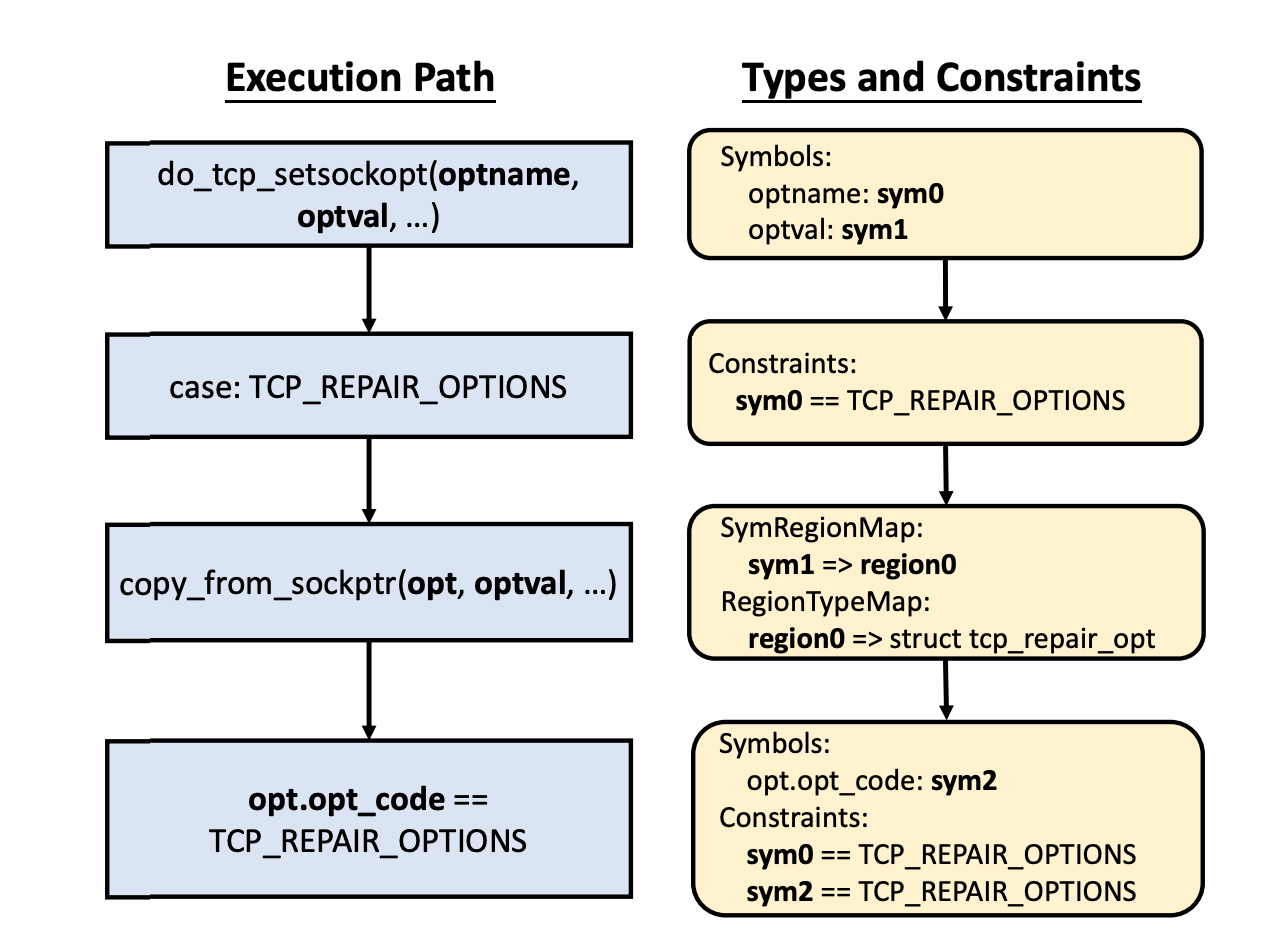 Execution Path
do_tcp_setsockopt(optname,
optval, …)
case: TCP_REPAIR_OPTIONS
copy_from_sockptr(opt, optval, …)
opt.opt_code ==
TCP_REPAIR_OPTIONS
Types and Constraints
Symbols:
optname: sym0
optval: sym1
Constraints:
sym0 == TCP_REPAIR_OPTIONS
SymRegionMap:
sym1 => region0
RegionTypeMap:
region0 => struct tcp_repair_opt
Symbols:
opt.opt_code: sym2
Constraints:
sym0 == TCP_REPAIR_OPTIONS
sym2 == TCP_REPAIR_OPTIONS